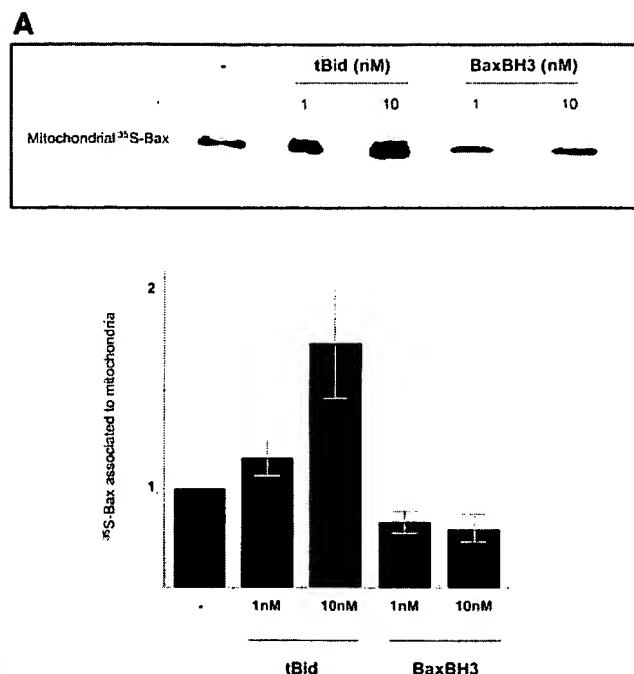 A
- tBid (nM) BaxBH3 (nM)
1 10 1 10
Mitochondrial ³⁵S-Bax
2
1
³⁵S-Bax associated to mitochondria
- 1nM 10nM 1nM 10nM
tBid BaxBH3